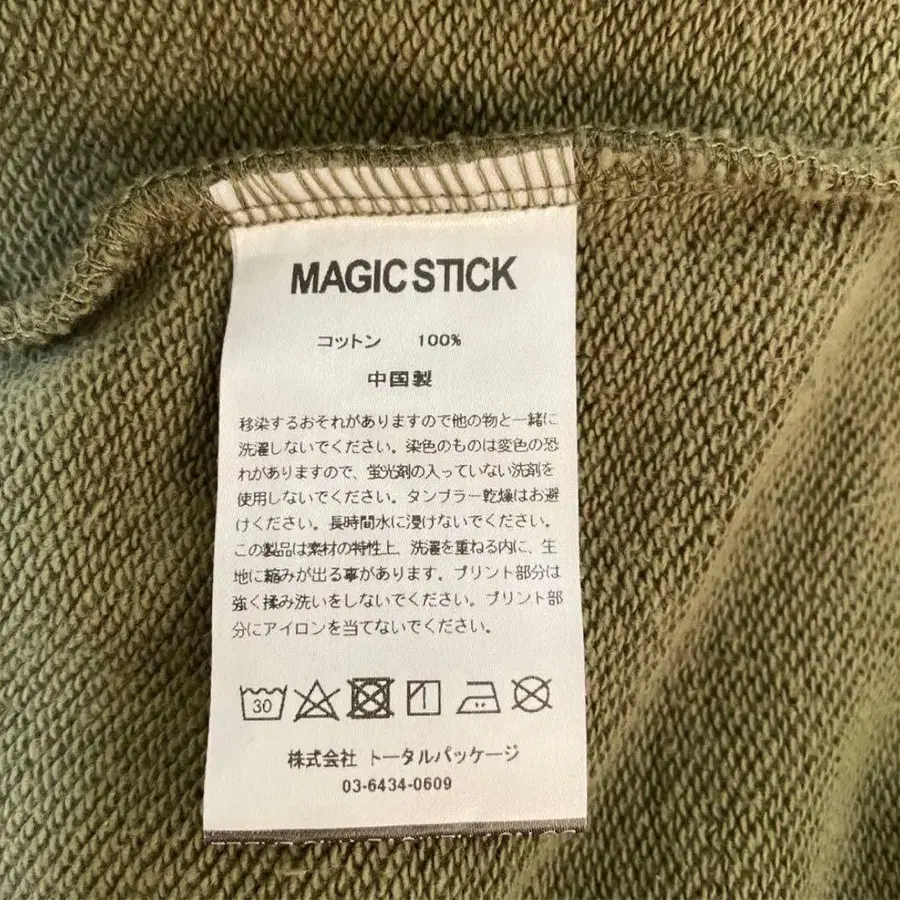 MAGIC STICK
コットン 100%
中国製
移染するおそれがありますので他の物と一緒に
洗濯しないでください。染色のものは変色の恐
れがありますので、蛍光剤の入っていない洗剤を
使用しないでください。タンブラー乾燥はお避
けください。長時間水に浸けないでください。
この製品は素材の特性上、洗濯を重ねる内に、生
地に縮みが出る事があります。プリント部分は
強く揉み洗いをしないでください。プリント部
分にアイロンを当てないでください。
30
株式会社 トータルパッケージ
03-6434-0609